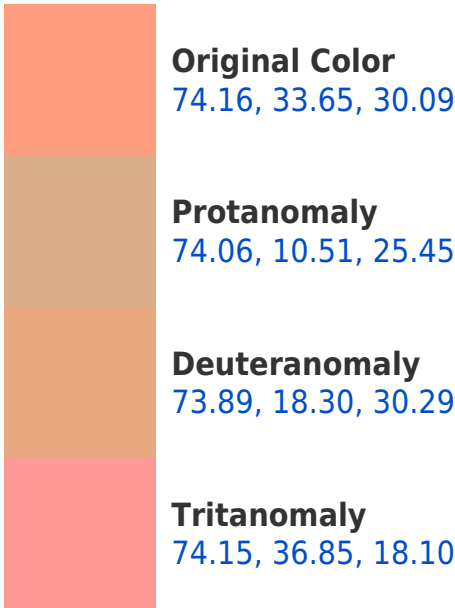 Original Color
74.16, 33.65, 30.09
Protanomaly
74.06, 10.51, 25.45
Deuteranomaly
73.89, 18.30, 30.29
Tritanomaly
74.15, 36.85, 18.10